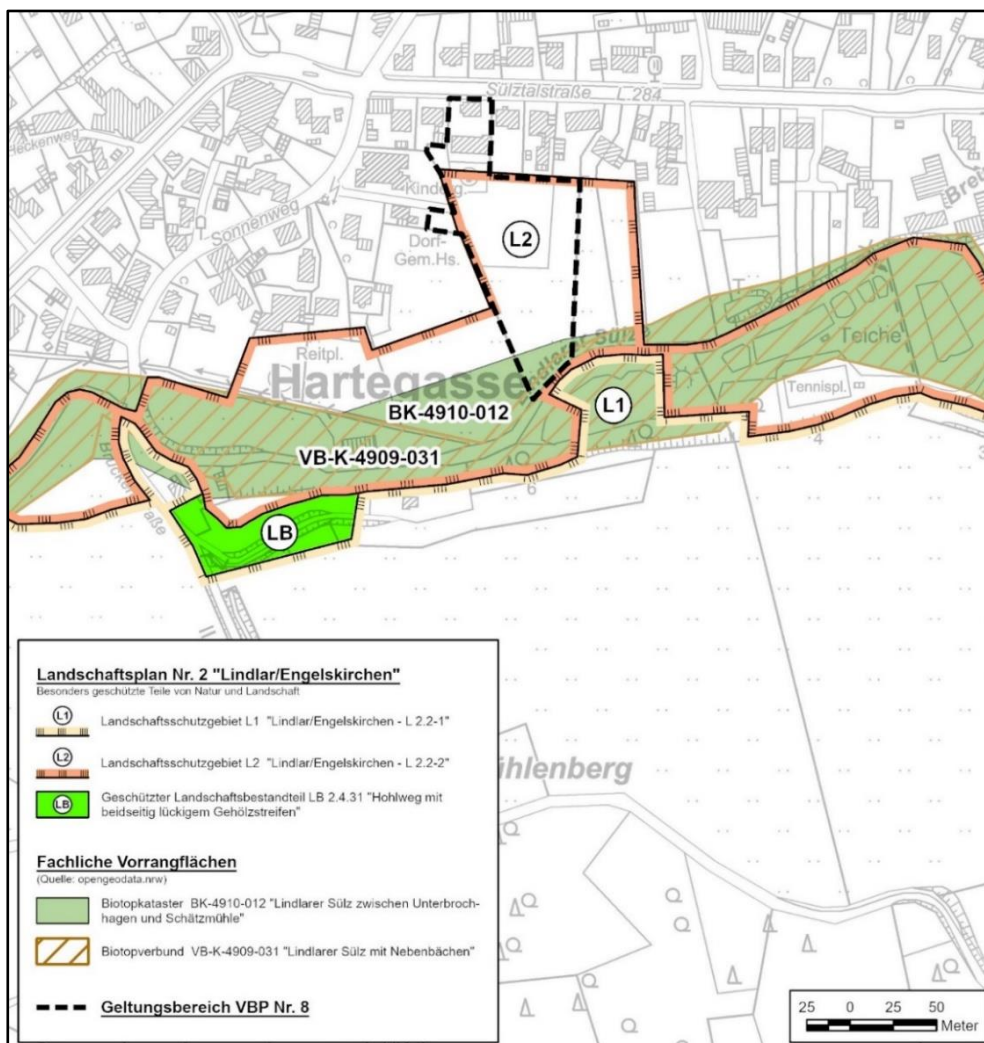 Sülztalstraße L 284
Heckenweg
Sonnenweg
Kinderg.
Dorf-
Gem.Hs.
L2
Reitpl.
Hartegasse
BK-4910-012
L1
Teiche
Tennispl.
VB-K-4909-031
4
6
LB
Landschaftsplan Nr. 2 "Lindlar/Engelskirchen"
Besonders geschützte Teile von Natur und Landschaft
L1 Landschaftsschutzgebiet L1 "Lindlar/Engelskirchen - L 2.2-1"
L2 Landschaftsschutzgebiet L2 "Lindlar/Engelskirchen - L 2.2-2"
LB Geschützter Landschaftsbestandteil LB 2.4.31 "Hohlweg mit
beidseitig lückigem Gehölzstreifen"
Fachliche Vorrangflächen
(Quelle: opengeodata.nrw)
Biotopkataster BK-4910-012 "Lindlarer Sülz zwischen Unterbroch-
hagen und Schätzmühle"
Biotopverbund VB-K-4909-031 "Lindlarer Sülz mit Nebenbächen"
Geltungsbereich VBP Nr. 8
25 0 25 50
Meter